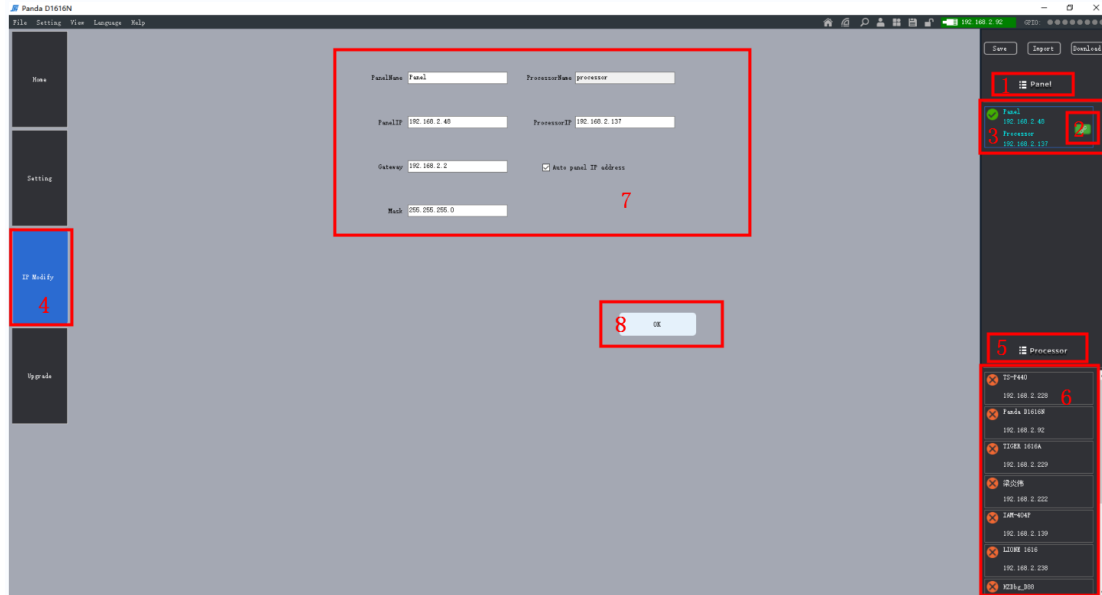 Panda D1616N
File Setting View Language Help
192.168.2.92 GPIO:
Home
Setting
IP Modify
4
Upgrade
PanelName Panel ProcessorName processor
PanelIP 192.168.2.48 ProcessorIP 192.168.2.137
Gateway 192.168.2.2 Auto panel IP address
Mask 255.255.255.0
7
8 OK
Save Import Download
1 Panel
Panel
192.168.2.48
2
3 Processor
192.168.2.137
5 Processor
TS-P440
192.168.2.228
6
Panda D1616N
192.168.2.92
TIGER 1616A
192.168.2.229
梁炎伟
192.168.2.222
IAM-404P
192.168.2.139
LIONE 1616
192.168.2.238